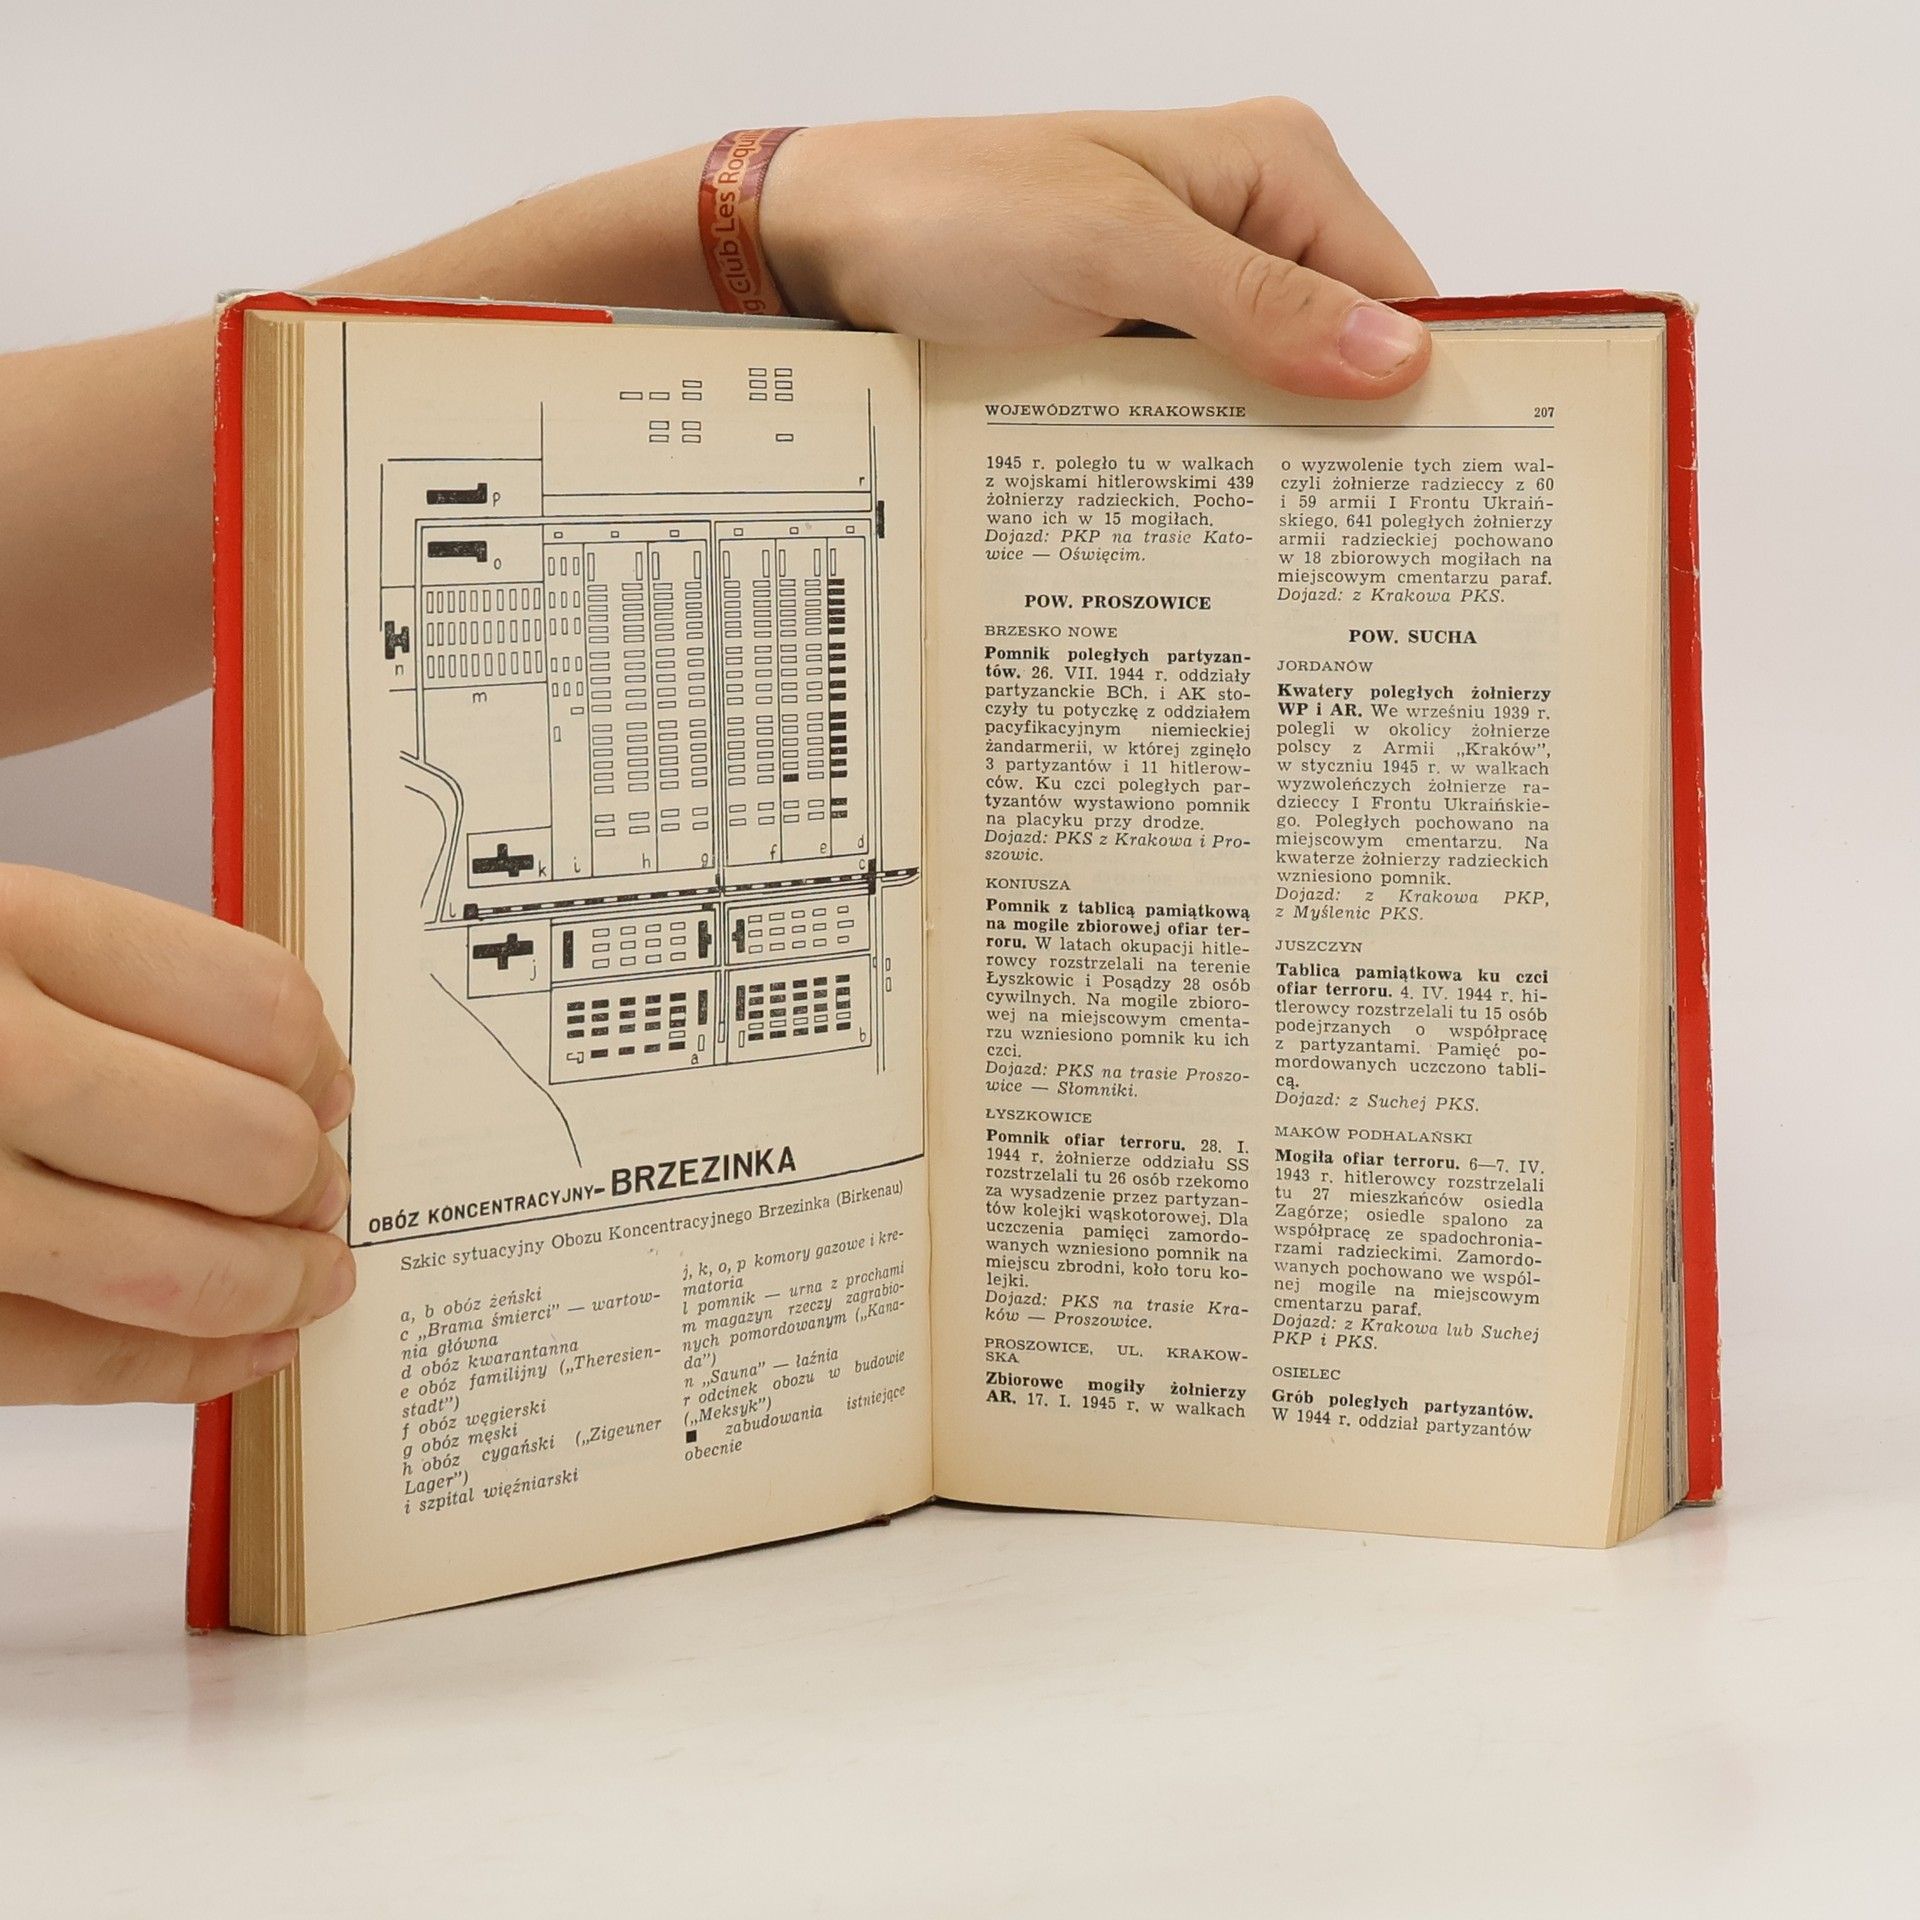 g Club Les Roqui
p
r
o
n
m
k
i
h
g
f
e
d
c
l
j
a
b
OBÓZ KONCENTRACYJNY-BRZEZINKA
Szkic sytuacyjny Obozu Koncentracyjnego Brzezinka (Birkenau)
a, b obóz żeński
c „Brama śmierci” — wartow-
nia główna
d obóz kwarantanna
e obóz familijny („Theresien-
stadt”)
f obóz węgierski
g obóz męski
h obóz cygański („Zigeuner
Lager”)
i szpital więźniarski
j, k, o, p komory gazowe i kre-
matoria
l pomnik — urna z prochami
m magazyn rzeczy zagrabio-
nych pomordowanym („Kana-
da”)
n „Sauna” — łaźnia
r odcinek obozu w budowie
(„Meksyk”)
■ zabudowania istniejące
obecnie
WOJEWÓDZTWO KRAKOWSKIE 207
1945 r. poległo tu w walkach
z wojskami hitlerowskimi 439
żołnierzy radzieckich. Pocho-
wano ich w 15 mogiłach.
Dojazd: PKP na trasie Kato-
wice — Oświęcim.
POW. PROSZOWICE
BRZESKO NOWE
Pomnik poległych partyzan-
tów. 26. VII. 1944 r. oddziały
partyzanckie BCh. i AK sto-
czyły tu potyczkę z oddziałem
pacyfikacyjnym niemieckiej
żandarmerii, w której zginęło
3 partyzantów i 11 hitlerow-
ców. Ku czci poległych par-
tyzantów wystawiono pomnik
na placyku przy drodze.
Dojazd: PKS z Krakowa i Pro-
szowic.
KONIUSZA
Pomnik z tablicą pamiątkową
na mogile zbiorowej ofiar ter-
roru. W latach okupacji hitle-
rowcy rozstrzelali na terenie
Łyszkowic i Posądzy 28 osób
cywilnych. Na mogile zbioro-
wej na miejscowym cmenta-
rzu wzniesiono pomnik ku ich
czci.
Dojazd: PKS na trasie Proszo-
wice — Słomniki.
ŁYSZKOWICE
Pomnik ofiar terroru. 28. I.
1944 r. żołnierze oddziału SS
rozstrzelali tu 26 osób rzekomo
za wysadzenie przez partyzan-
tów kolejki wąskotorowej. Dla
uczczenia pamięci zamordo-
wanych wzniesiono pomnik na
miejscu zbrodni, koło toru ko-
lejki.
Dojazd: PKS na trasie Kra-
ków — Proszowice.
PROSZOWICE, UL. KRAKOW-
SKA
Zbiorowe mogiły żołnierzy
AR. 17. I. 1945 r. w walkach
o wyzwolenie tych ziem wal-
czyli żołnierze radzieccy z 60
i 59 armii I Frontu Ukraiń-
skiego. 641 poległych żołnierzy
armii radzieckiej pochowano
w 18 zbiorowych mogiłach na
miejscowym cmentarzu paraf.
Dojazd: z Krakowa PKS.
POW. SUCHA
JORDANÓW
Kwatery poległych żołnierzy
WP i AR. We wrześniu 1939 r.
polegli w okolicy żołnierze
polscy z Armii „Kraków”,
w styczniu 1945 r. w walkach
wyzwoleńczych żołnierze ra-
dzieccy I Frontu Ukraińskie-
go. Poległych pochowano na
miejscowym cmentarzu. Na
kwaterze żołnierzy radzieckich
wzniesiono pomnik.
Dojazd: z Krakowa PKP,
z Myślenic PKS.
JUSZCZYN
Tablica pamiątkowa ku czci
ofiar terroru. 4. IV. 1944 r. hi-
tlerowcy rozstrzelali tu 15 osób
podejrzanych o współpracę
z partyzantami. Pamięć po-
mordowanych uczczono tabli-
cą.
Dojazd: z Suchej PKS.
MAKÓW PODHALAŃSKI
Mogiła ofiar terroru. 6—7. IV.
1943 r. hitlerowcy rozstrzelali
tu 27 mieszkańców osiedla
Zagórze; osiedle spalono za
współpracę ze spadochronia-
rzami radzieckimi. Zamordo-
wanych pochowano we wspól-
nej mogile na miejscowym
cmentarzu paraf.
Dojazd: z Krakowa lub Suchej
PKP i PKS.
OSIELEC
Grób poległych partyzantów.
W 1944 r. oddział partyzantów